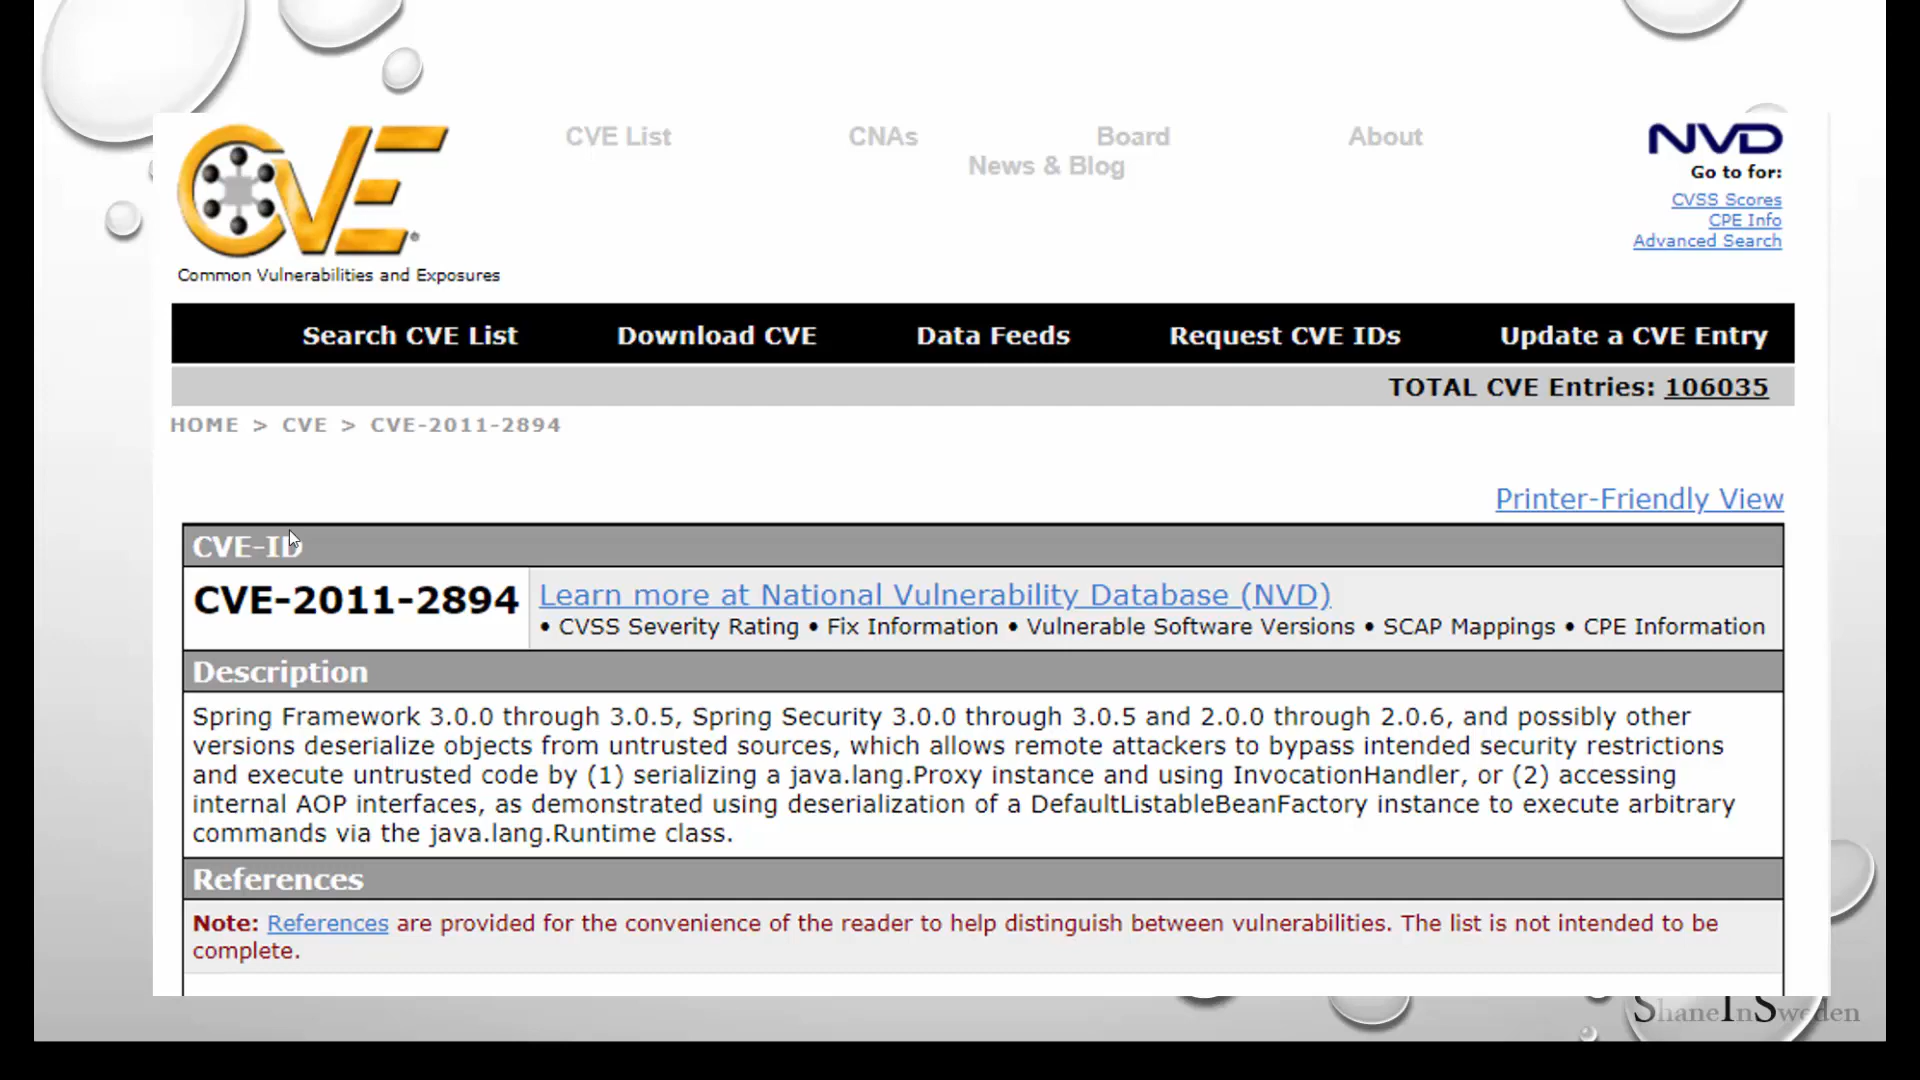 CVE
Common Vulnerabilities and Exposures
CVE List CNAs Board About
News & Blog
NVD
Go to for:
CVSS Scores
CPE Info
Advanced Search
Search CVE List Download CVE Data Feeds Request CVE IDs Update a CVE Entry
TOTAL CVE Entries: 106035
HOME > CVE > CVE-2011-2894
Printer-Friendly View
CVE-ID
CVE-2011-2894 Learn more at National Vulnerability Database (NVD)
• CVSS Severity Rating • Fix Information • Vulnerable Software Versions • SCAP Mappings • CPE Information
Description
Spring Framework 3.0.0 through 3.0.5, Spring Security 3.0.0 through 3.0.5 and 2.0.0 through 2.0.6, and possibly other
versions deserialize objects from untrusted sources, which allows remote attackers to bypass intended security restrictions
and execute untrusted code by (1) serializing a java.lang.Proxy instance and using InvocationHandler, or (2) accessing
internal AOP interfaces, as demonstrated using deserialization of a DefaultListableBeanFactory instance to execute arbitrary
commands via the java.lang.Runtime class.
References
Note: References are provided for the convenience of the reader to help distinguish between vulnerabilities. The list is not intended to be
complete.
ShaneInSweden